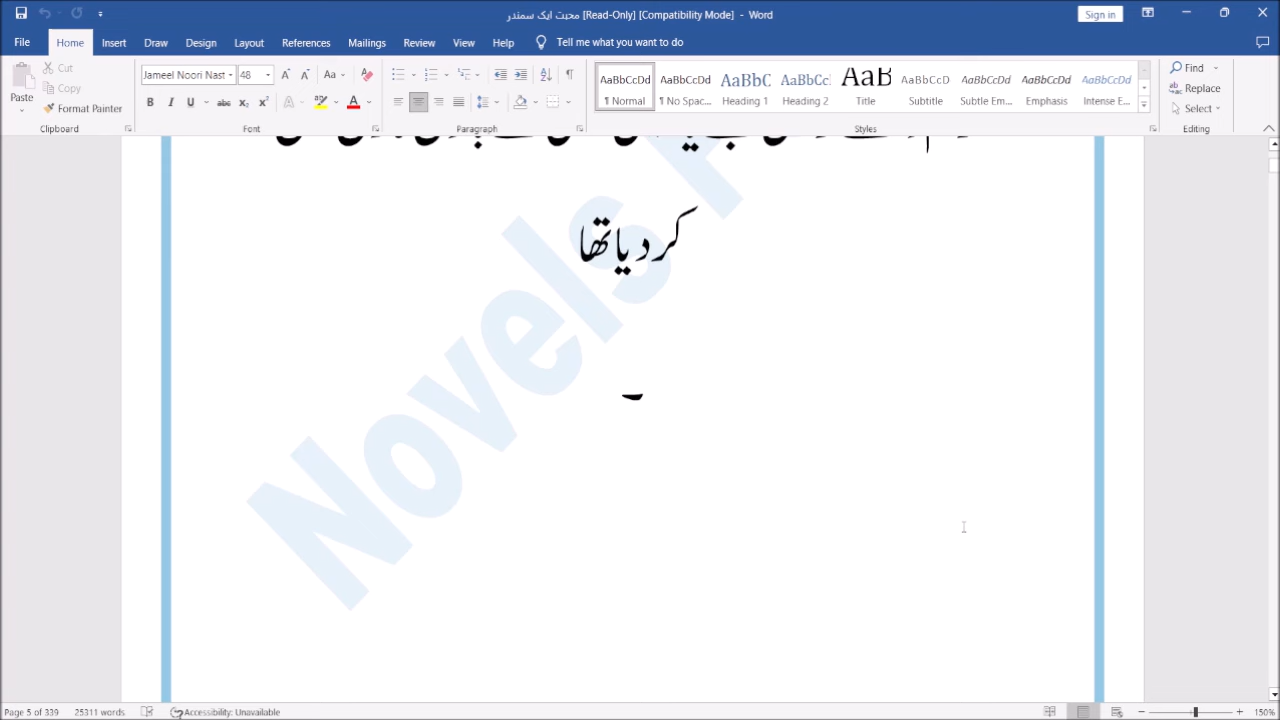 محبت ایک سمندر [Read-Only] [Compatibility Mode] - Word
Sign in
File Home Insert Draw Design Layout References Mailings Review View Help Tell me what you want to do
Paste
Cut
Copy
Format Painter
Clipboard
Jameel Noori Nast 48
Font
Paragraph
AaBbCcDd AaBbCcDd AaBbC AaBbCc AaB AaBbCcD AaBbCcDd AaBbCcDd AaBbCcDd
¶ Normal ¶ No Spac... Heading 1 Heading 2 Title Subtitle Subtle Em... Emphasis Intense E...
Styles
Find
Replace
Select
Editing
کر دیا تھا
۔
Novels
Page 5 of 339 25311 words Accessibility: Unavailable 150%